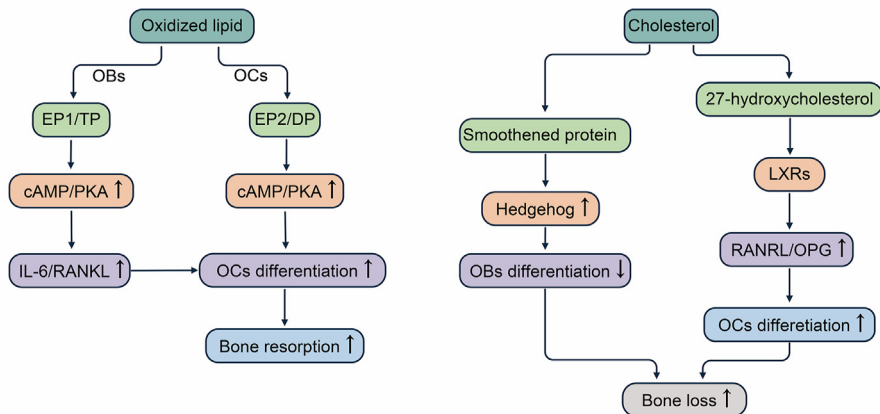 Oxidized lipid
OBs
OCs
EP1/TP
EP2/DP
cAMP/PKA ↑
cAMP/PKA ↑
IL-6/RANKL ↑
OCs differentiation ↑
Bone resorption ↑
Cholesterol
Smoothened protein
27-hydroxycholesterol
Hedgehog ↑
LXRs
OBs differentiation ↓
RANRL/OPG ↑
OCs differetiation ↑
Bone loss ↑